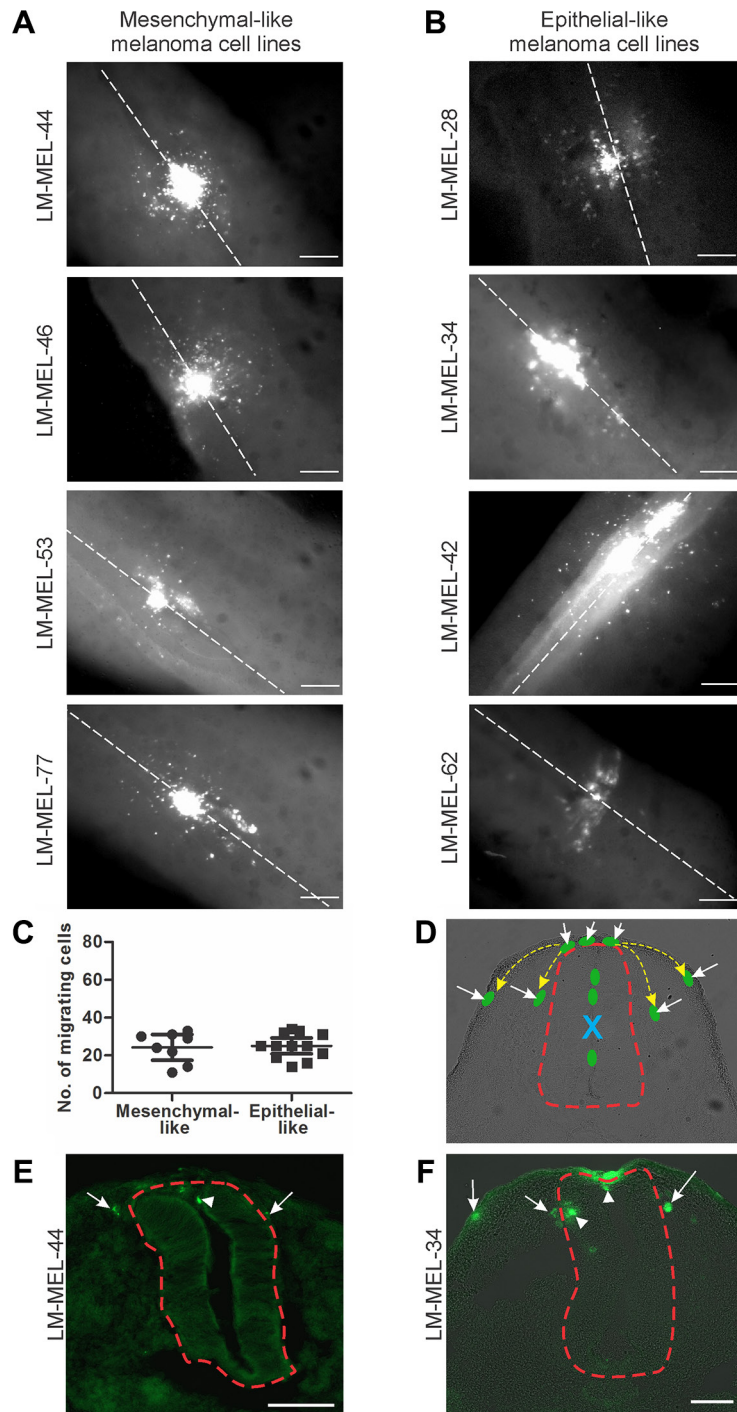 A
Mesenchymal-like
melanoma cell lines
LM-MEL-44
LM-MEL-46
LM-MEL-53
LM-MEL-77
B
Epithelial-like
melanoma cell lines
LM-MEL-28
LM-MEL-34
LM-MEL-42
LM-MEL-62
C
No. of migrating cells
80
60
40
20
0
Mesenchymal-
like
Epithelial-
like
D
X
E
LM-MEL-44
F
LM-MEL-34